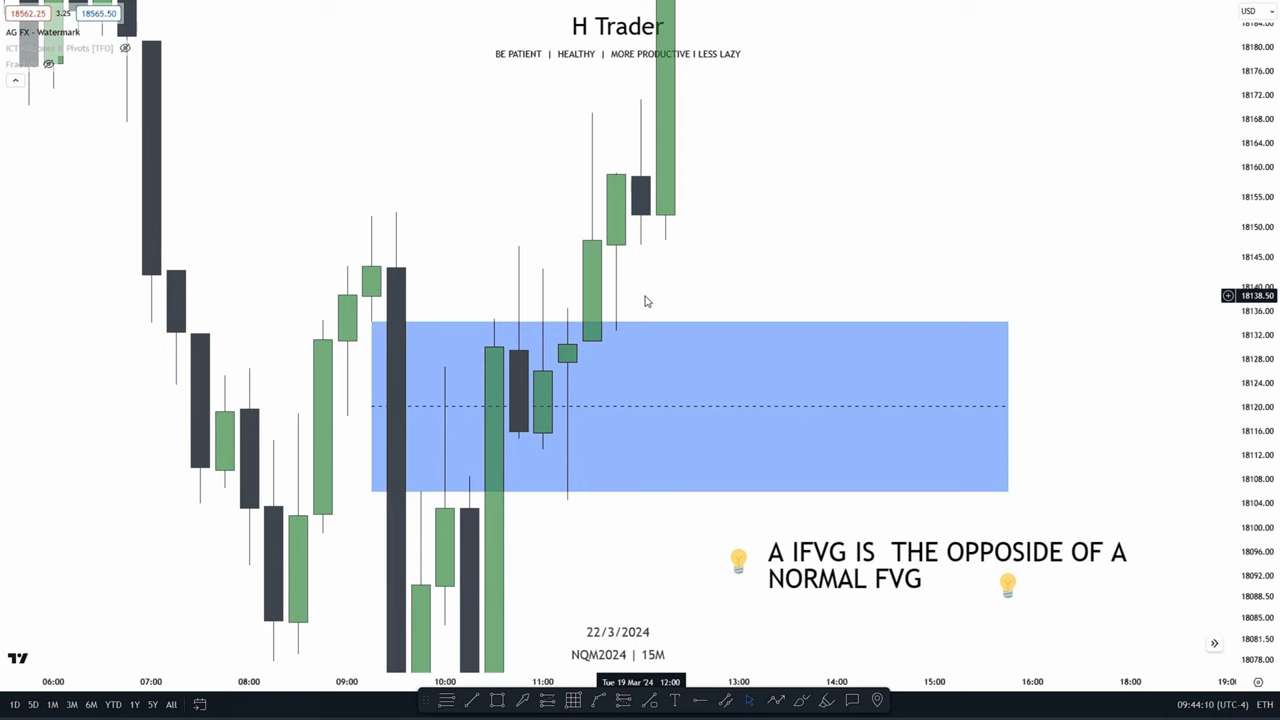 18562.25 3.25 18565.50
H Trader
USD
AG FX - Watermark
BE PATIENT | HEALTHY | MORE PRODUCTIVE I LESS LAZY
18180.00
18176.00
18172.00
18168.00
18164.00
18160.00
18155.00
18150.00
18145.00
18140.00
18138.50
18136.00
18132.00
18128.00
18124.00
18120.00
18116.00
18112.00
18108.00
18104.00
18100.00
18096.00
18092.00
18088.50
18085.00
18081.50
18078.00
A IFVG IS THE OPPOSIDE OF A
NORMAL FVG
22/3/2024
NQM2024 | 15M
06:00 07:00 08:00 09:00 10:00 11:00 Tue 19 Mar '24 12:00 13:00 14:00 15:00 16:00 17:00 18:00 19:0
1D 5D 1M 3M 6M YTD 1Y 5Y All
09:44:10 (UTC-4) ETH